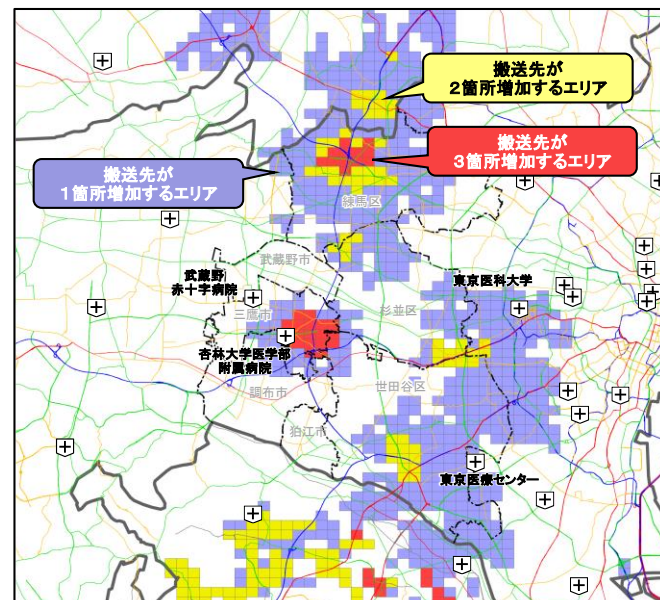 搬送先が
2箇所増加するエリア
搬送先が
3箇所増加するエリア
搬送先が
1箇所増加するエリア
練馬区
武蔵野市
武蔵野
赤十字病院
東京医科大学
三鷹市
杉並区
杏林大学医学部
附属病院
調布市
世田谷区
狛江市
東京医療センター